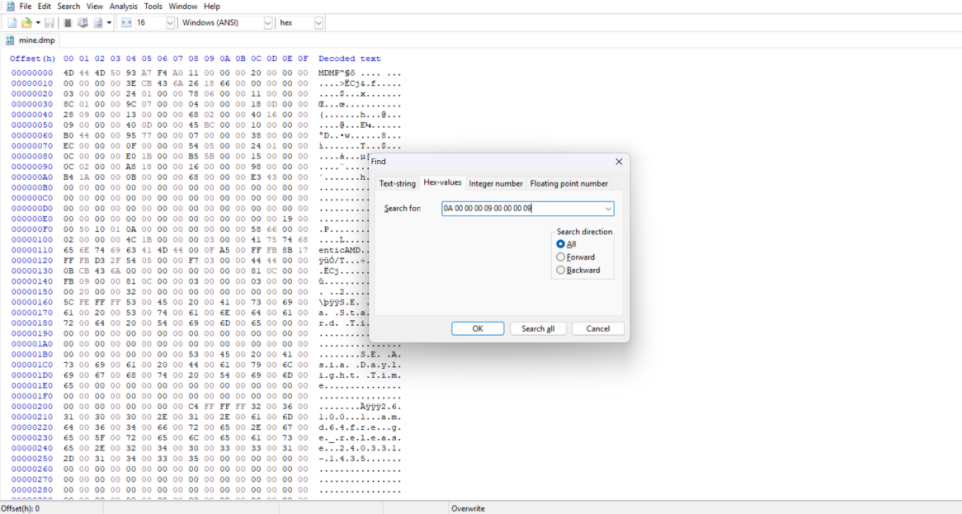 File Edit Search View Analysis Tools Window Help
16 Windows (ANSI) hex
mine.dmp
Offset(h) 00 01 02 03 04 05 06 07 08 09 0A 0B 0C 0D 0E 0F Decoded text
00000000 4D 44 4D 50 93 A7 F4 A0 11 00 00 00 20 00 00 00 MDMP“§ô .... ...
00000010 00 00 00 00 3E CB 43 6A 26 18 66 00 00 00 00 00 ....>ËCj&.f.....
00000020 03 00 00 00 24 01 00 00 78 06 00 00 11 00 00 00 ....$...x.......
00000030 8C 01 00 00 9C 07 00 00 04 00 00 00 18 0D 00 00 Œ...œ...........
00000040 28 09 00 00 13 00 00 00 68 02 00 00 40 16 00 00 (.......h...@...
00000050 09 00 00 00 40 0D 00 00 45 BC 00 00 10 00 00 00 ....@...E¼......
00000060 B0 44 00 00 95 77 00 00 07 00 00 00 38 00 00 00 °D..•w......8...
00000070 EC 00 00 00 0F 00 00 00 54 05 00 00 24 01 00 00 ì.......T...$...
00000080 0C 00 00 00 E0 1B 00 00 B5 5B 00 00 15 00 00 00 ....à...µ[
00000090 0C 02 00 00 A8 18 00 00 16 00 00 00 98 00 00 00 ....¨...
000000A0 B4 1A 00 00 0B 00 00 00 68 00 00 00 E3 43 00 00 ´.......h.
000000B0 00 00 00 00 00 00 00 00 00 00 00 00 00 00 00 00 .........
000000C0 00 00 00 00 00 00 00 00 00 00 00 00 00 00 00 00 .........
000000D0 00 00 00 00 00 00 00 00 00 00 00 00 00 00 00 00 .........
000000E0 00 00 00 00 00 00 00 00 00 00 00 00 00 00 19 00 .........
000000F0 00 50 10 01 0A 00 00 00 00 00 00 00 58 66 00 00 .P.......
00000100 02 00 00 00 4C 1B 00 00 00 03 00 00 41 75 74 68 ....L....
00000110 65 6E 74 69 63 41 4D 44 00 0F A5 00 FF FB 8B 17 enticAMD.
00000120 FF FB D3 2F 54 05 00 00 F7 03 00 00 44 44 00 00 ÿûÓ/T...÷
00000130 0B CB 43 6A 00 00 00 00 00 00 00 00 81 0C 00 00 .ËCj.....
00000140 FB 09 00 00 81 0C 00 00 03 00 00 00 03 00 00 00 û........
00000150 00 20 00 00 32 00 00 00 00 00 00 00 00 00 00 00 . ..2....
00000160 5C FE FF FF 53 00 45 00 20 00 41 00 73 00 69 00 \þÿÿS.E.
00000170 61 00 20 00 53 00 74 00 61 00 6E 00 64 00 61 00 a. .S.t.a
00000180 72 00 64 00 20 00 54 00 69 00 6D 00 65 00 00 00 r.d. .T.i
00000190 00 00 00 00 00 00 00 00 00 00 00 00 00 00 00 00 .........
000001A0 00 00 00 00 00 00 00 00 00 00 00 00 00 00 00 00
000001B0 00 00 00 00 00 00 00 00 53 00 45 00 20 00 41 00 ........S.E. .A.
000001C0 73 00 69 00 61 00 20 00 44 00 61 00 79 00 6C 00 s.i.a. .D.a.y.l.
000001D0 69 00 67 00 68 00 74 00 20 00 54 00 69 00 6D 00 i.g.h.t. .T.i.m.
000001E0 65 00 00 00 00 00 00 00 00 00 00 00 00 00 00 00 e...............
000001F0 00 00 00 00 00 00 00 00 00 00 00 00 00 00 00 00 ................
00000200 00 00 00 00 00 00 00 00 C4 FF FF FF 32 00 36 00 ........Äÿÿÿ2.6.
00000210 31 00 30 00 30 00 2E 00 31 00 2E 00 61 00 6D 00 1.0.0...1...a.m.
00000220 64 00 36 00 34 00 66 00 72 00 65 00 2E 00 67 00 d.6.4.f.r.e...g.
00000230 65 00 5F 00 72 00 65 00 6C 00 65 00 61 00 73 00 e._.r.e.l.e.a.s.
00000240 65 00 2E 00 32 00 34 00 30 00 33 00 33 00 31 00 e...2.4.0.3.3.1.
00000250 2D 00 31 00 34 00 33 00 35 00 00 00 00 00 00 00 -.1.4.3.5.......
00000260 00 00 00 00 00 00 00 00 00 00 00 00 00 00 00 00 ................
00000270 00 00 00 00 00 00 00 00 00 00 00 00 00 00 00 00 ................
00000280 00 00 00 00 00 00 00 00 00 00 00 00 00 00 00 00 ................
Find
Text-string Hex-values Integer number Floating point number
Search for: 0A 00 00 00 09 00 00 00 09
Search direction
All
Forward
Backward
OK Search all Cancel
Offset(h): 0 Overwrite